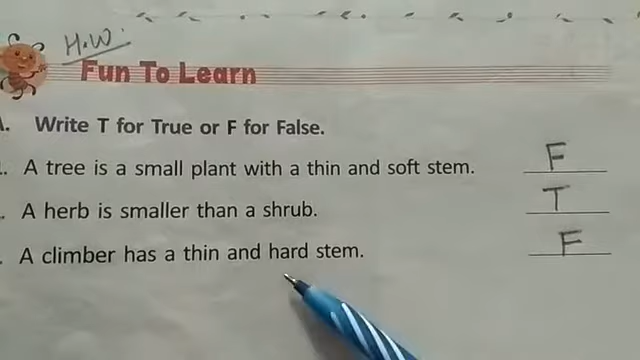 H.W.
Fun To Learn
A. Write T for True or F for False.
. A tree is a small plant with a thin and soft stem. F
. A herb is smaller than a shrub. T
. A climber has a thin and hard stem. F